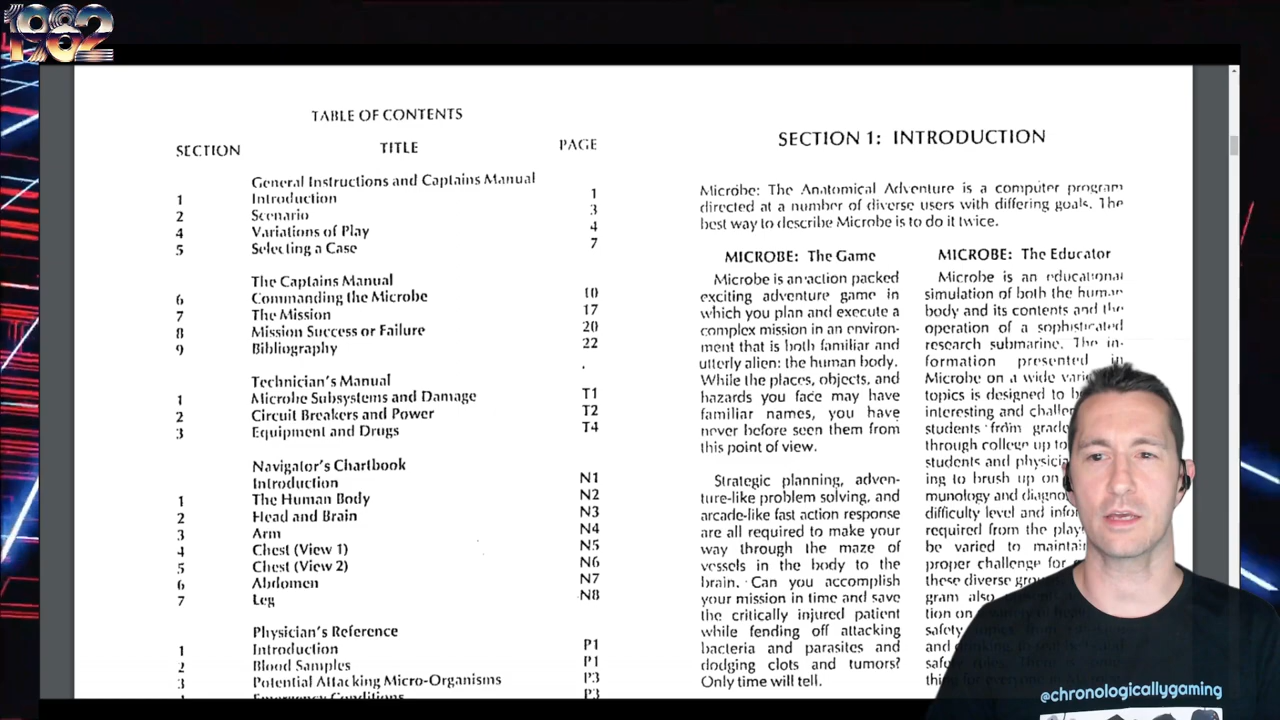 1982
TABLE OF CONTENTS
SECTION TITLE PAGE
General Instructions and Captains Manual
1 Introduction 1
2 Scenario 3
4 Variations of Play 4
5 Selecting a Case 7
The Captains Manual
6 Commanding the Microbe 10
7 The Mission 17
8 Mission Success or Failure 20
9 Bibliography 22
Technician's Manual
1 Microbe Subsystems and Damage T1
2 Circuit Breakers and Power T2
3 Equipment and Drugs T4
Navigator's Chartbook
Introduction N1
1 The Human Body N2
2 Head and Brain N3
3 Arm N4
4 Chest (View 1) N5
5 Chest (View 2) N6
6 Abdomen N7
7 Leg N8
Physician's Reference
1 Introduction P1
2 Blood Samples P1
3 Potential Attacking Micro-Organisms P3
Emergency Conditions P3
SECTION 1: INTRODUCTION
Microbe: The Anatomical Adventure is a computer program
directed at a number of diverse users with differing goals. The
best way to describe Microbe is to do it twice.
MICROBE: The Game
Microbe is an action packed
exciting adventure game in
which you plan and execute a
complex mission in an environ-
ment that is both familiar and
utterly alien: the human body.
While the places, objects, and
hazards you face may have
familiar names, you have
never before seen them from
this point of view.
Strategic planning, adven-
ture-like problem solving, and
arcade-like fast action response
are all required to make your
way through the maze of
vessels in the body to the
brain. Can you accomplish
your mission in time and save
the critically injured patient
while fending off attacking
bacteria and parasites and
dodging clots and tumors?
Only time will tell.
MICROBE: The Educator
Microbe is an educational
simulation of both the human
body and its contents and the
operation of a sophisticated
research submarine. The in-
formation presented in
Microbe on a wide
topics is designed to
interesting and
students from
through college up to
students and
ing to brush up on
munology and
difficulty level and
required from the
be varied to
proper challenge for
these diverse
gram also
tion on
safety
and
@chronologicallygaming